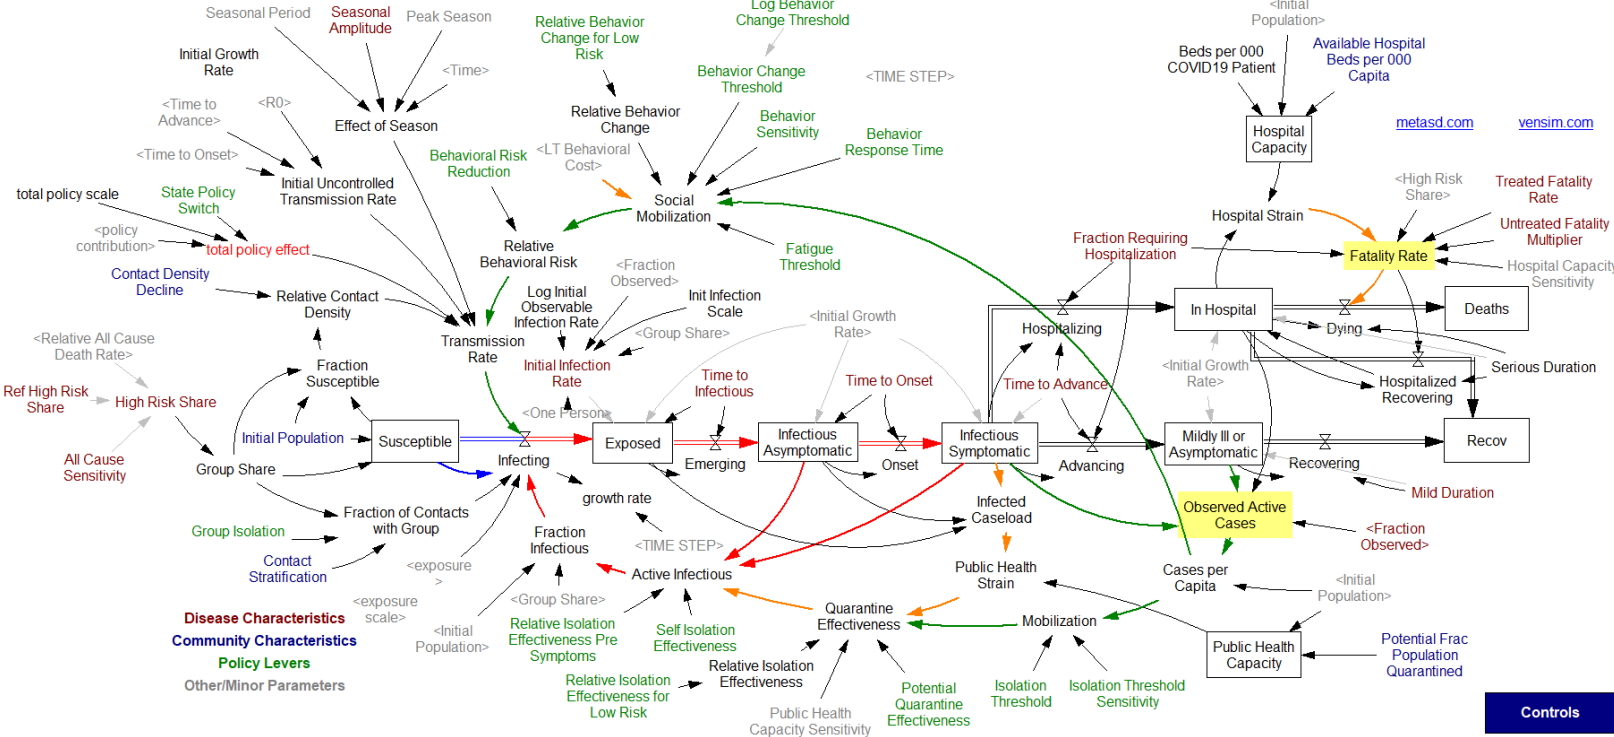 Seasonal Period
Seasonal
Amplitude
Peak Season
Relative Behavior
Change for Low
Risk
Log Behavior
Change Threshold
<Initial
Population>
Initial Growth
Rate
<Time>
Behavior Change
Threshold
<TIME STEP>
Beds per 000
COVID19 Patient
Available Hospital
Beds per 000
Capita
<Time to
Advance>
<R0>
Effect of Season
Relative Behavior
Change
Behavior
Sensitivity
Behavior
Response Time
Hospital
Capacity
metasd.com
vensim.com
<Time to Onset>
Behavioral Risk
Reduction
<LT Behavioral
Cost>
total policy scale
State Policy
Switch
Initial Uncontrolled
Transmission Rate
Social
Mobilization
Hospital Strain
<High Risk
Share>
Treated Fatality
Rate
<policy
contribution>
total policy effect
Relative
Behavioral Risk
Fatigue
Threshold
Fraction Requiring
Hospitalization
Fatality Rate
Untreated Fatality
Multiplier
Hospital Capacity
Sensitivity
Contact Density
Decline
Relative Contact
Density
<Fraction
Observed>
Log Initial
Observable
Infection Rate
Init Infection
Scale
<Group Share>
<Initial Growth
Rate>
Hospitalizing
In Hospital
Dying
Deaths
<Relative All Cause
Death Rate>
Transmission
Rate
Fraction
Susceptible
Initial Infection
Rate
Time to
Infectious
Time to Onset
Time to Advance
<Initial Growth
Rate>
Hospitalized
Recovering
Serious Duration
Ref High Risk
Share
High Risk Share
<One Person>
Initial Population
Susceptible
Infecting
Exposed
Emerging
Infectious
Asymptomatic
Onset
Infectious
Symptomatic
Advancing
Mildly Ill or
Asymptomatic
Recovering
Recov
All Cause
Sensitivity
Group Share
growth rate
Mild Duration
Group Isolation
Fraction of Contacts
with Group
Fraction
Infectious
<TIME STEP>
Infected
Caseload
Observed Active
Cases
<Fraction
Observed>
Contact
Stratification
<exposure
>
Active Infectious
Public Health
Strain
Cases per
Capita
<Initial
Population>
<exposure
scale>
<Group Share>
<Initial
Population>
Relative Isolation
Effectiveness Pre
Symptoms
Self Isolation
Effectiveness
Quarantine
Effectiveness
Mobilization
Public Health
Capacity
Potential Frac
Population
Quarantined
Disease Characteristics
Community Characteristics
Policy Levers
Other/Minor Parameters
Relative Isolation
Effectiveness for
Low Risk
Relative Isolation
Effectiveness
Public Health
Capacity Sensitivity
Potential
Quarantine
Effectiveness
Isolation
Threshold
Isolation Threshold
Sensitivity
Controls